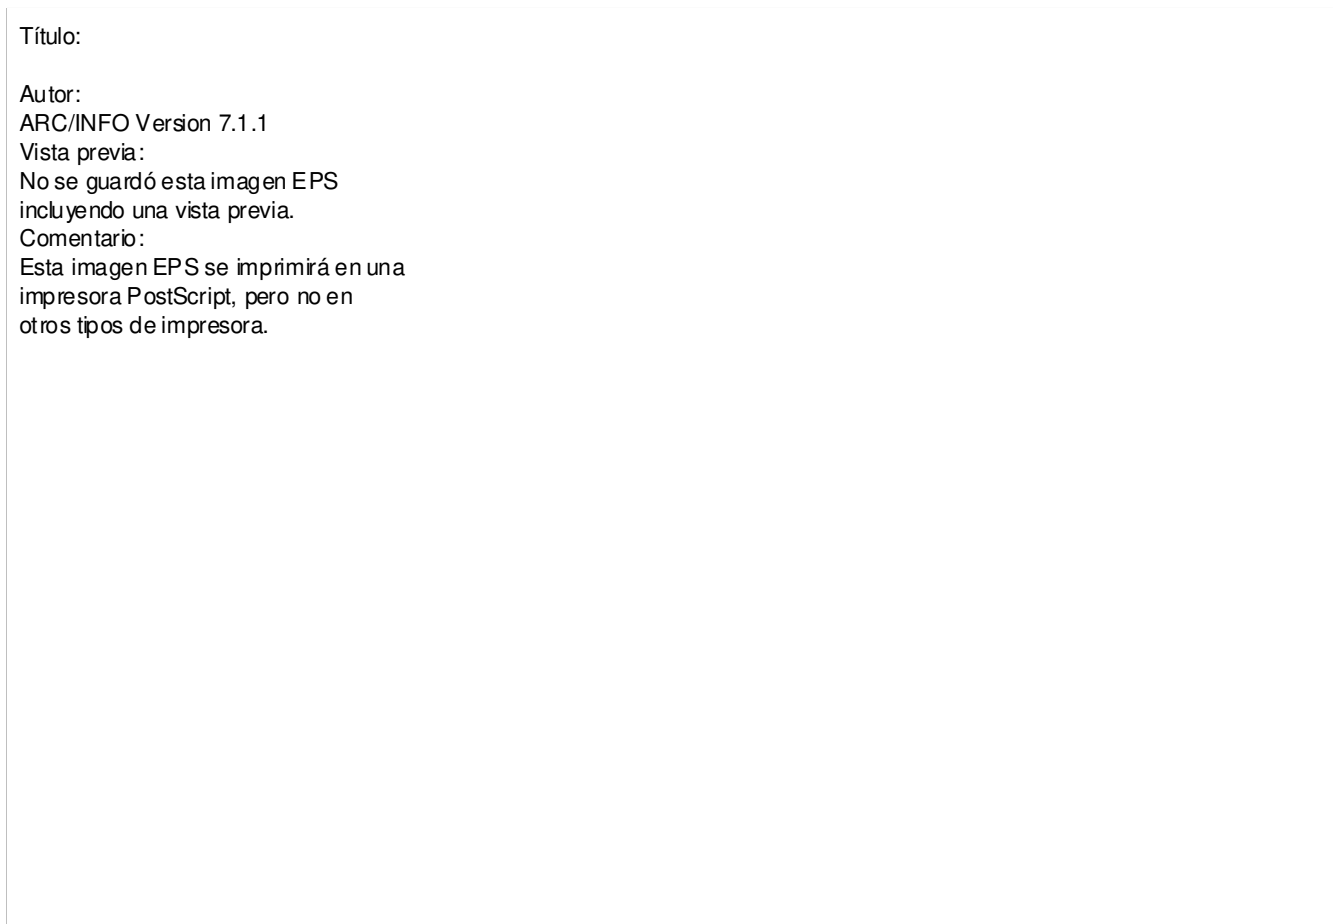 Título:
Autor:
ARC/INFO Version 7.1.1
Vista previa:
No se guardó esta imagen EPS
incluyendo una vista previa.
Comentario:
Esta imagen EPS se imprimirá en una
impresora PostScript, pero no en
otros tipos de impresora.